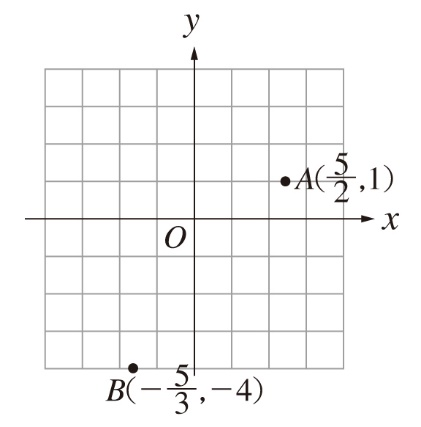 y
A(5/2, 1)
x
O
B(-5/3, -4)